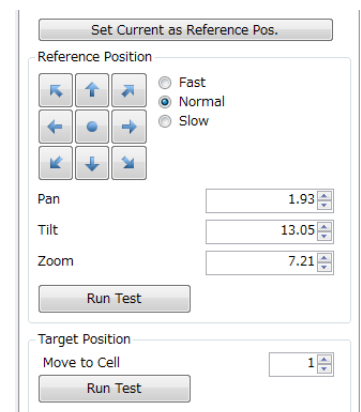 Set Current as Reference Pos.
Reference Position
Fast
Normal
Slow
Pan 1.93
Tilt 13.05
Zoom 7.21
Run Test
Target Position
Move to Cell 1
Run Test